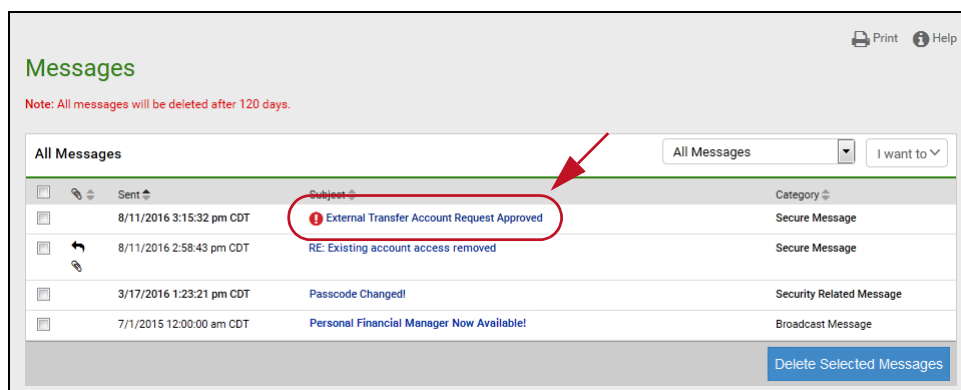 Print Help
Messages
Note: All messages will be deleted after 120 days.
All Messages All Messages I want to
Sent Subject Category
8/11/2016 3:15:32 pm CDT External Transfer Account Request Approved Secure Message
8/11/2016 2:58:43 pm CDT RE: Existing account access removed Secure Message
3/17/2016 1:23:21 pm CDT Passcode Changed! Security Related Message
7/1/2015 12:00:00 am CDT Personal Financial Manager Now Available! Broadcast Message
Delete Selected Messages